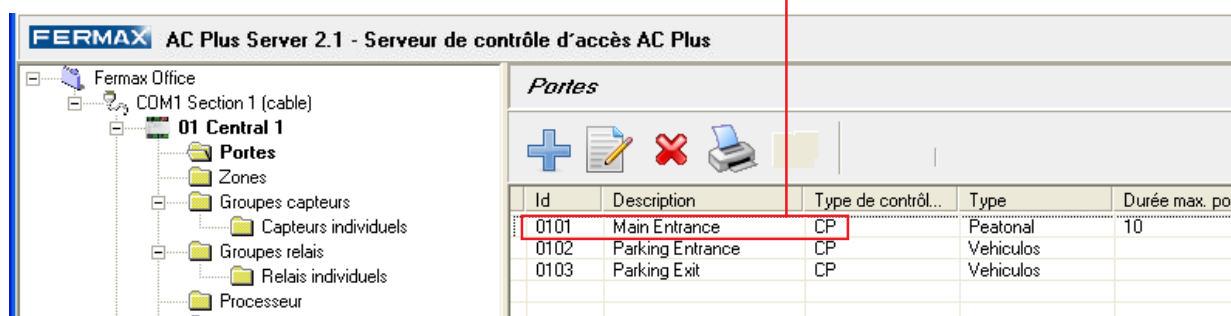 FERMAX AC Plus Server 2.1 - Serveur de contrôle d´accès AC Plus
Fermax Office
COM1 Section 1 (cable)
01 Central 1
Portes
Zones
Groupes capteurs
Capteurs individuels
Groupes relais
Relais individuels
Processeur
Portes
Id Description Type de contrôl... Type Durée max. po
0101 Main Entrance CP Peatonal 10
0102 Parking Entrance CP Vehiculos
0103 Parking Exit CP Vehiculos